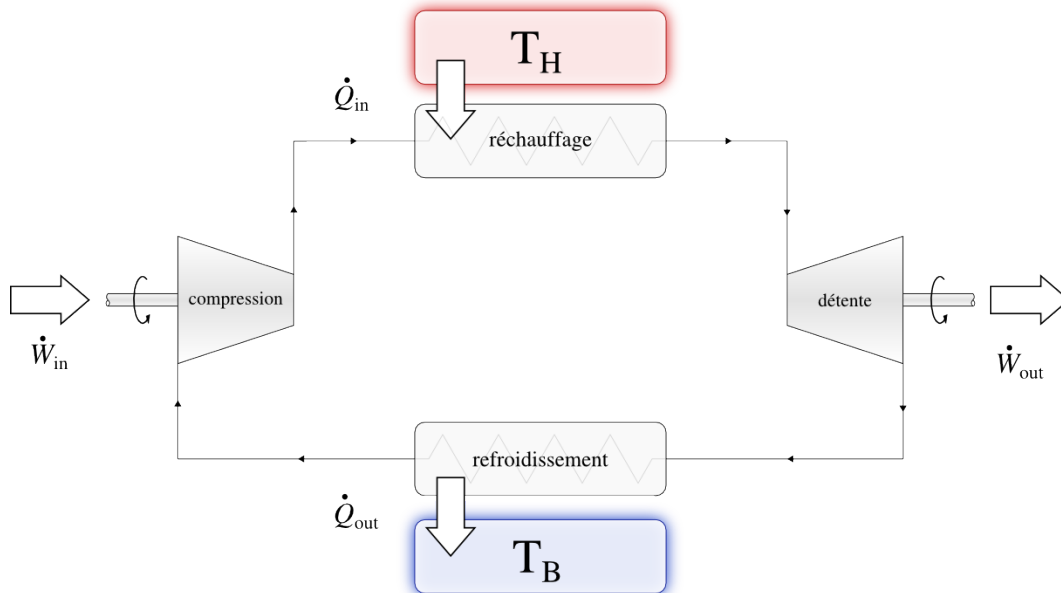 T_H
Q̇_in
réchauffage
compression
détente
Ẇ_in
Ẇ_out
refroidissement
Q̇_out
T_B